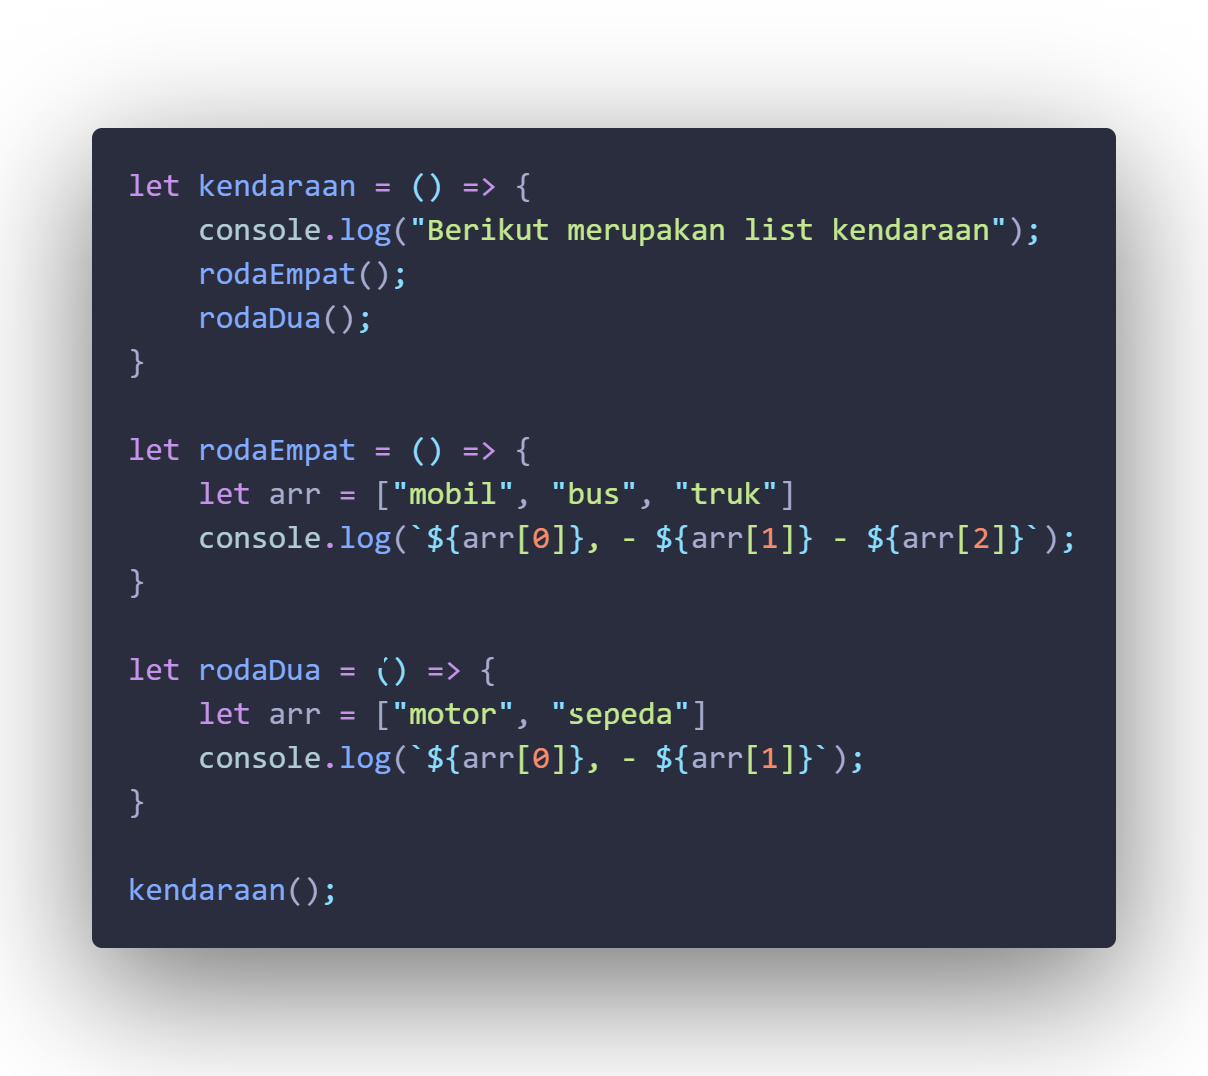 let kendaraan = () => {
    console.log("Berikut merupakan list kendaraan");
    rodaEmpat();
    rodaDua();
}

let rodaEmpat = () => {
    let arr = ["mobil", "bus", "truk"]
    console.log(`${arr[0]}, - ${arr[1]} - ${arr[2]}`);
}

let rodaDua = () => {
    let arr = ["motor", "sepeda"]
    console.log(`${arr[0]}, - ${arr[1]}`);
}

kendaraan();